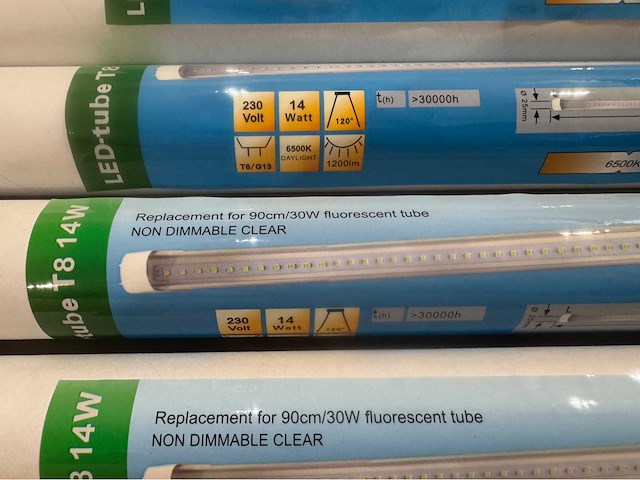 L
LED-tube T8
230
Volt
14
Watt
120°
T8/G13
6500K
DAYLIGHT
1200lm
t(h) >30000h
Ø 25mm
6500K
tube T8 14W
Replacement for 90cm/30W fluorescent tube
NON DIMMABLE CLEAR
230
Volt
14
Watt
120°
t(h) >30000h
8 14W
Replacement for 90cm/30W fluorescent tube
NON DIMMABLE CLEAR